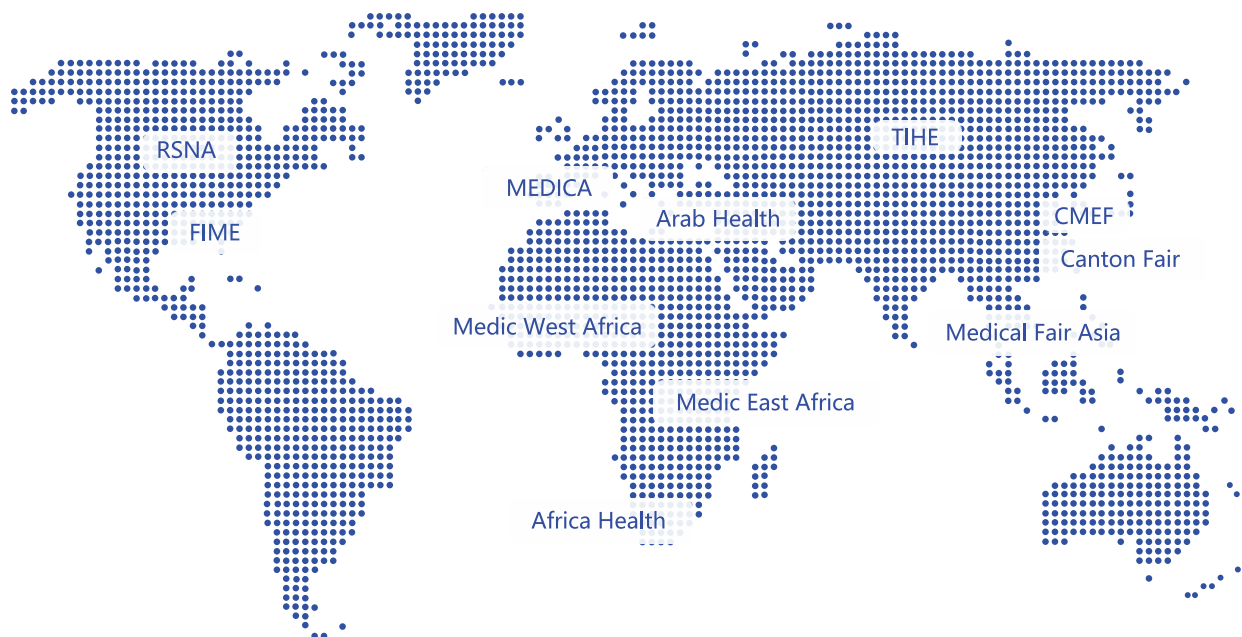 TIHE
RSNA
MEDICA
Arab Health
CMEF
FIME
Canton Fair
Medic West Africa
Medical Fair Asia
Medic East Africa
Africa Health